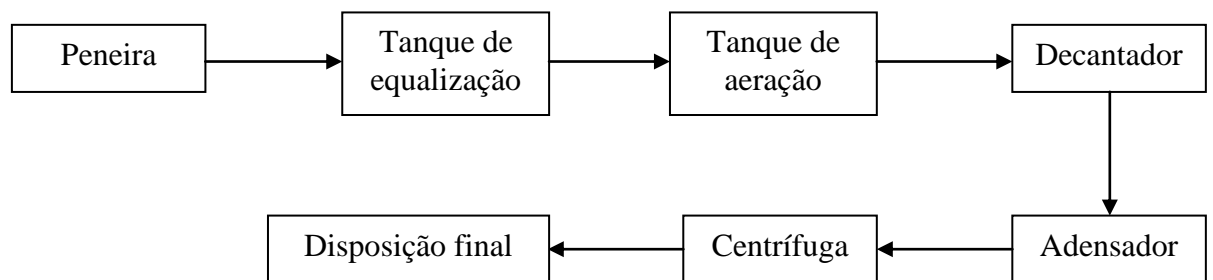 Peneira
Tanque de
equalização
Tanque de
aeração
Decantador
Adensador
Centrífuga
Disposição final